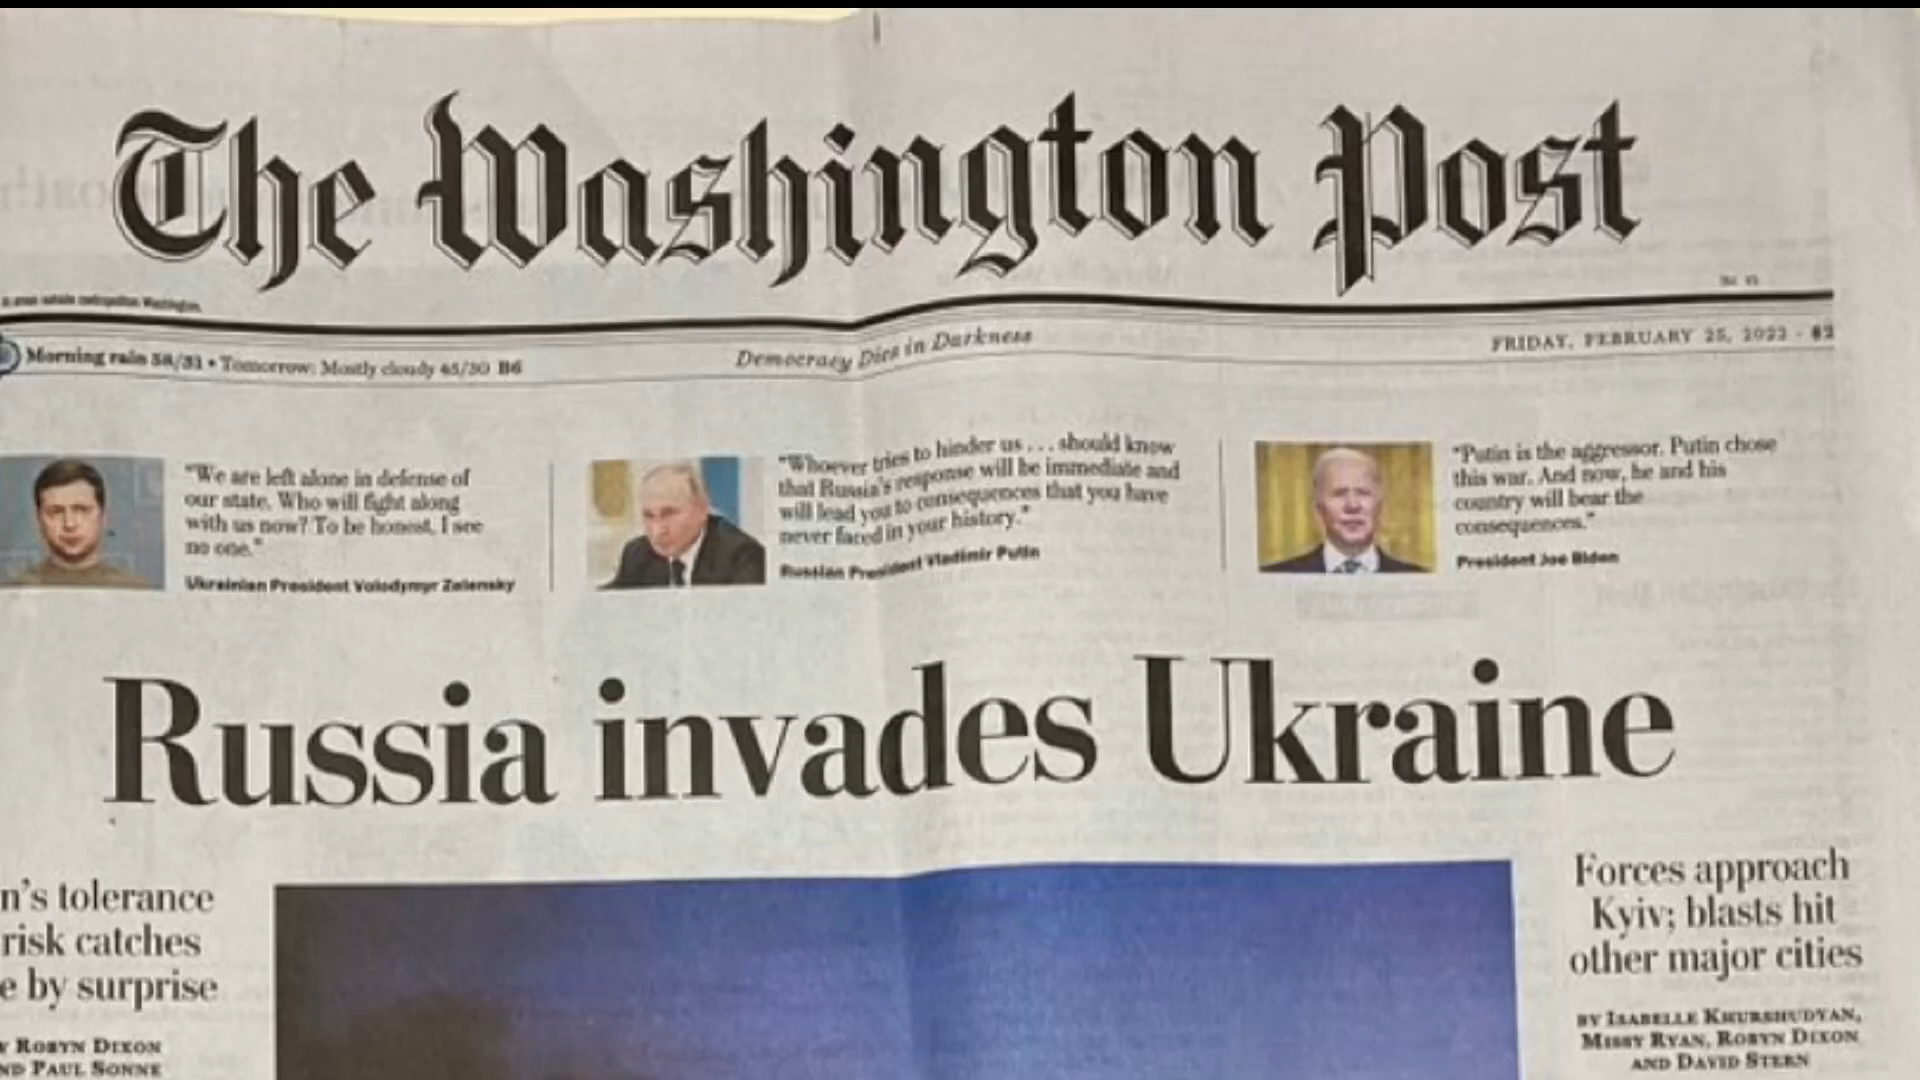 The Washington Post
Morning rain 58/31 • Tomorrow: Mostly cloudy 45/30 B6
Democracy Dies in Darkness
FRIDAY, FEBRUARY 25, 2022 · $2
"We are left alone in defense of
our state. Who will fight along
with us now? To be honest, I see
no one."
Ukrainian President Volodymyr Zelensky
"Whoever tries to hinder us . . . should know
that Russia's response will be immediate and
will lead you to consequences that you have
never faced in your history."
Russian President Vladimir Putin
"Putin is the aggressor. Putin chose
this war. And now, he and his
country will bear the
consequences."
President Joe Biden
Russia invades Ukraine
n's tolerance
risk catches
e by surprise
Y ROBYN DIXON
ND PAUL SONNE
Forces approach
Kyiv; blasts hit
other major cities
BY ISABELLE KHURSHUDYAN,
MISSY RYAN, ROBYN DIXON
AND DAVID STERN